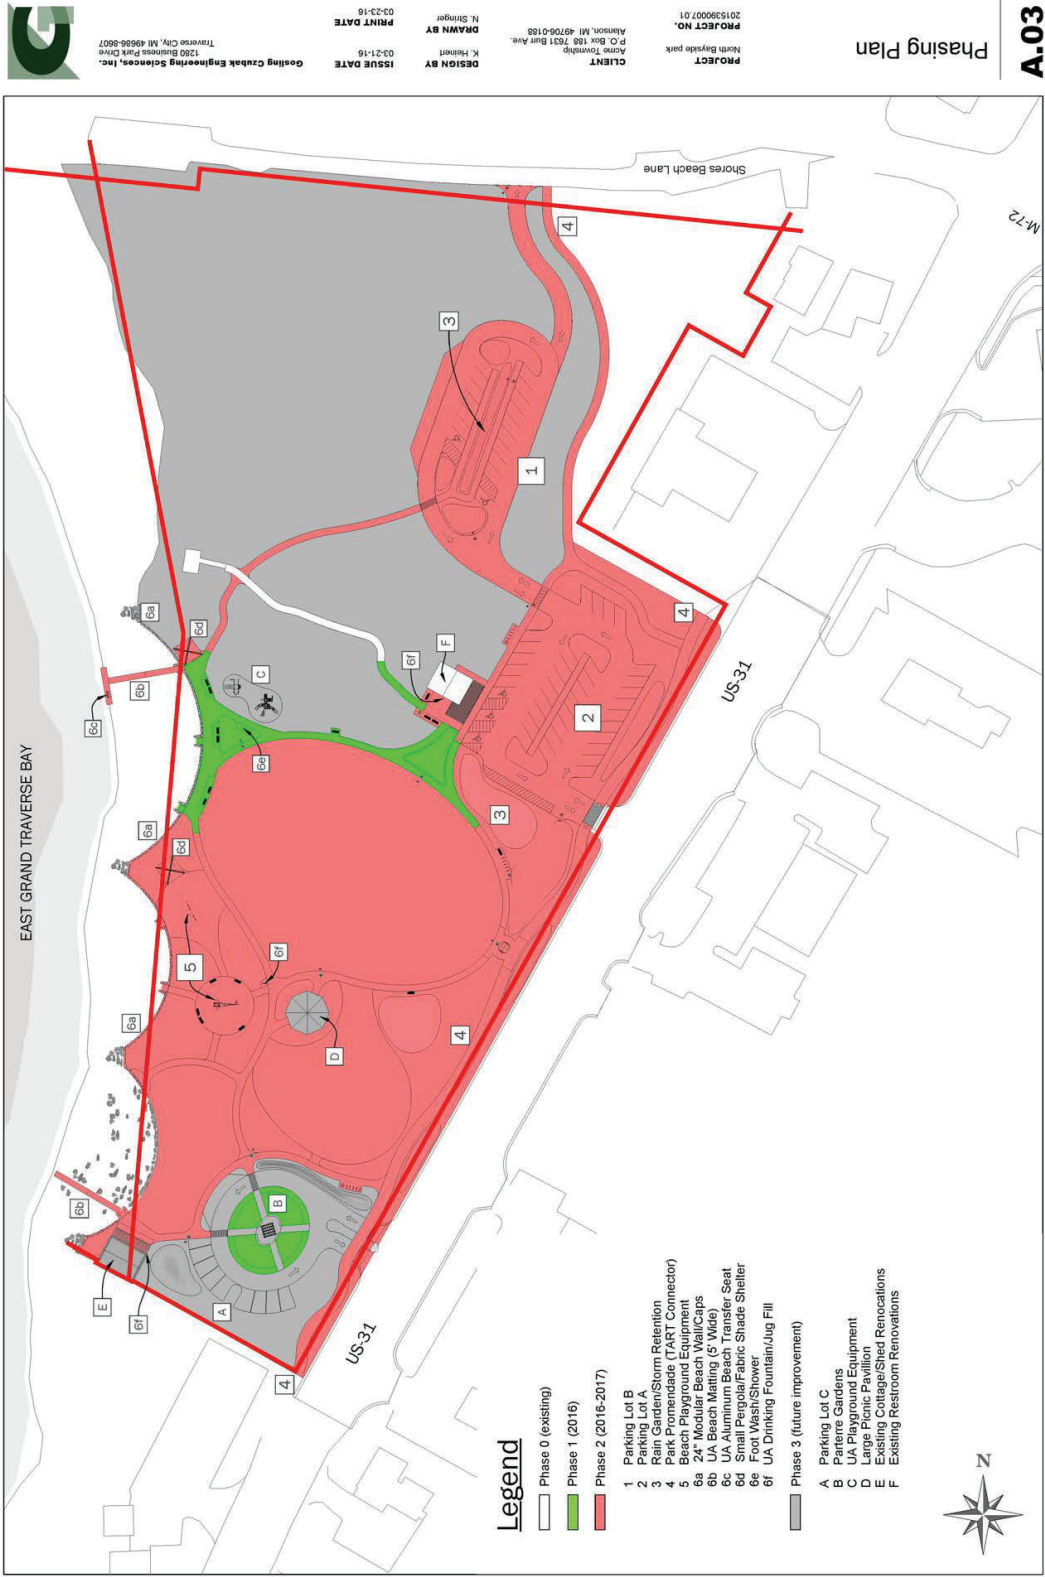 Gosling Czubak Engineering Sciences, Inc.
1280 Business Park Drive
Traverse City, MI 49686-8607
ISSUE DATE
03-21-16
PRINT DATE
03-23-16
DESIGN BY
K. Heinert
DRAWN BY
N. Stringer
CLIENT
Acme Township
P.O. Box 188 7631 Burr Ave.
Alanson, MI 49706-0188
PROJECT
North Bayside park
PROJECT NO.
2015390007.01
Phasing Plan
A.03
EAST GRAND TRAVERSE BAY
Shores Beach Lane
M-72
US-31
US-31
4
3
1
6a
6d
6b
6c
C
6f
F
4
2
6e
3
6a
6d
5
6f
6a
D
4
6b
B
E
6f
A
4
Legend
Phase 0 (existing)
Phase 1 (2016)
Phase 2 (2016-2017)
1 Parking Lot B
2 Parking Lot A
3 Rain Garden/Storm Retention
4 Park Promendade (TART Connector)
5 Beach Playground Equipment
6a 24" Modular Beach Wall/Caps
6b UA Beach Matting (5' Wide)
6c UA Aluminum Beach Transfer Seat
6d Small Pergola/Fabric Shade Shelter
6e Foot Wash/Shower
6f UA Drinking Fountain/Jug Fill
Phase 3 (future improvement)
A Parking Lot C
B Parterre Gardens
C UA Playground Equipment
D Large Picnic Pavillion
E Existing Cottage/Shed Renocations
F Existing Restroom Renovations
N